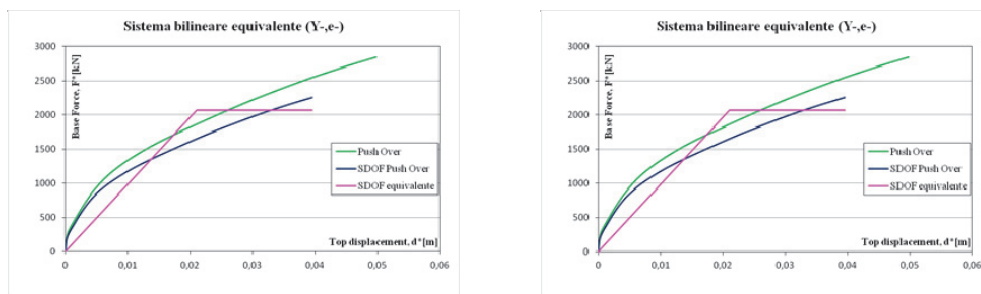 Sistema bilineare equivalente (Y-,e-)
Base Force, F*[kN]
3000
2500
2000
1500
1000
500
0
Push Over
SDOF Push Over
SDOF equivalente
Top displacement, d*[m]
0 0,01 0,02 0,03 0,04 0,05 0,06
Sistema bilineare equivalente (Y-,e-)
Base Force, F*[kN]
3000
2500
2000
1500
1000
500
0
Push Over
SDOF Push Over
SDOF equivalente
Top displacement, d*[m]
0 0,01 0,02 0,03 0,04 0,05 0,06